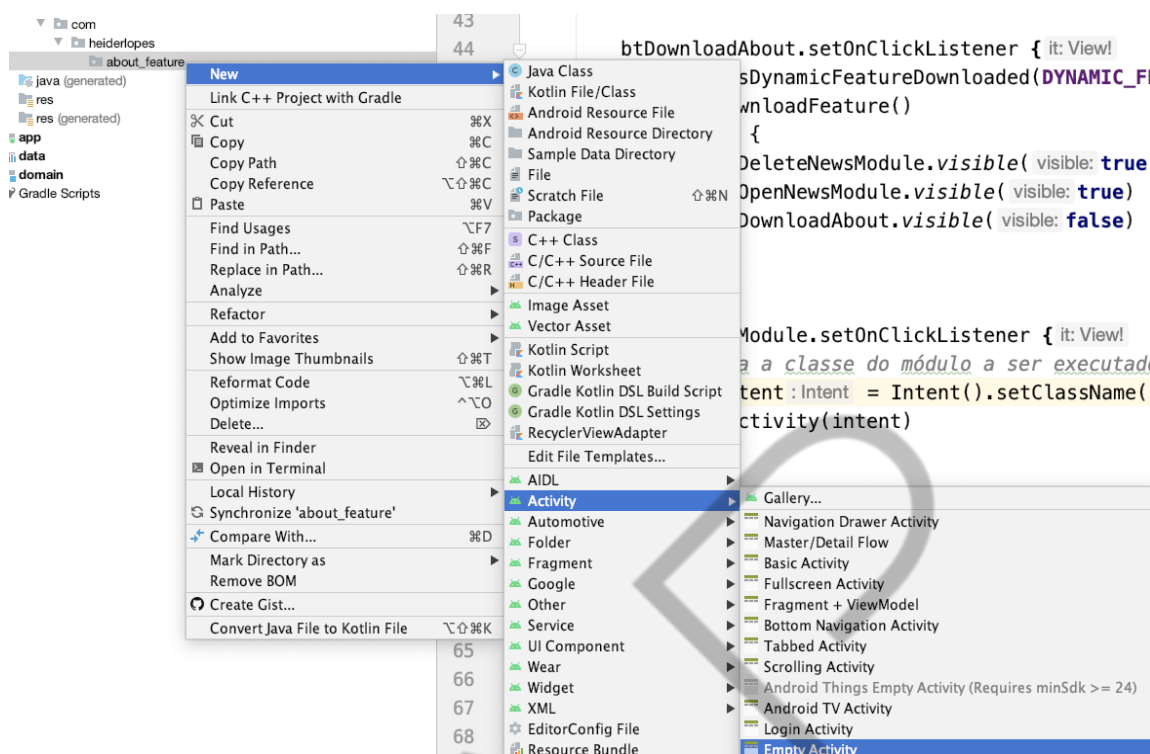 com
heiderlopes
about_feature
java (generated)
res
res (generated)
app
data
domain
Gradle Scripts
New
Link C++ Project with Gradle
Cut ⌘X
Copy ⌘C
Copy Path ⇧⌘C
Copy Reference ⌥⇧⌘C
Paste ⌘V
Find Usages ⌥F7
Find in Path... ⇧⌘F
Replace in Path... ⇧⌘R
Analyze
Refactor
Add to Favorites
Show Image Thumbnails ⇧⌘T
Reformat Code ⌥⌘L
Optimize Imports ^⌥O
Delete... ⌦
Reveal in Finder
Open in Terminal
Local History
Synchronize 'about_feature'
Compare With... ⌘D
Mark Directory as
Remove BOM
Create Gist...
Convert Java File to Kotlin File ⌥⇧⌘K
Java Class
Kotlin File/Class
Android Resource File
Android Resource Directory
Sample Data Directory
File
Scratch File ⇧⌘N
Package
C++ Class
C/C++ Source File
C/C++ Header File
Image Asset
Vector Asset
Kotlin Script
Kotlin Worksheet
Gradle Kotlin DSL Build Script
Gradle Kotlin DSL Settings
RecyclerViewAdapter
Edit File Templates...
AIDL
Activity
Automotive
Folder
Fragment
Google
Other
Service
UI Component
Wear
Widget
XML
EditorConfig File
Resource Bundle
Gallery...
Navigation Drawer Activity
Master/Detail Flow
Basic Activity
Fullscreen Activity
Fragment + ViewModel
Bottom Navigation Activity
Tabbed Activity
Scrolling Activity
Android Things Empty Activity (Requires minSdk >= 24)
Android TV Activity
Login Activity
Empty Activity
43
44
65
66
67
68
btDownloadAbout.setOnClickListener { it: View!
sDynamicFeatureDownloaded(DYNAMIC_F
wnloadFeature()
{
DeleteNewsModule.visible( visible: true
OpenNewsModule.visible( visible: true)
DownloadAbout.visible( visible: false)
Module.setOnClickListener { it: View!
a a classe do módulo a ser executad
tent : Intent = Intent().setClassName(
ctivity(intent)